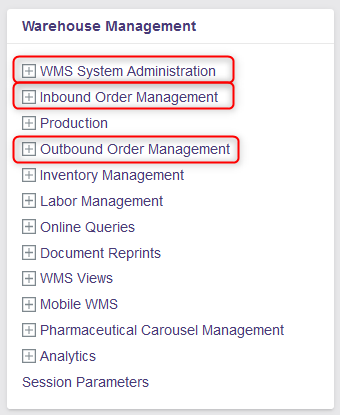 Warehouse Management
WMS System Administration
Inbound Order Management
Production
Outbound Order Management
Inventory Management
Labor Management
Online Queries
Document Reprints
WMS Views
Mobile WMS
Pharmaceutical Carousel Management
Analytics
Session Parameters